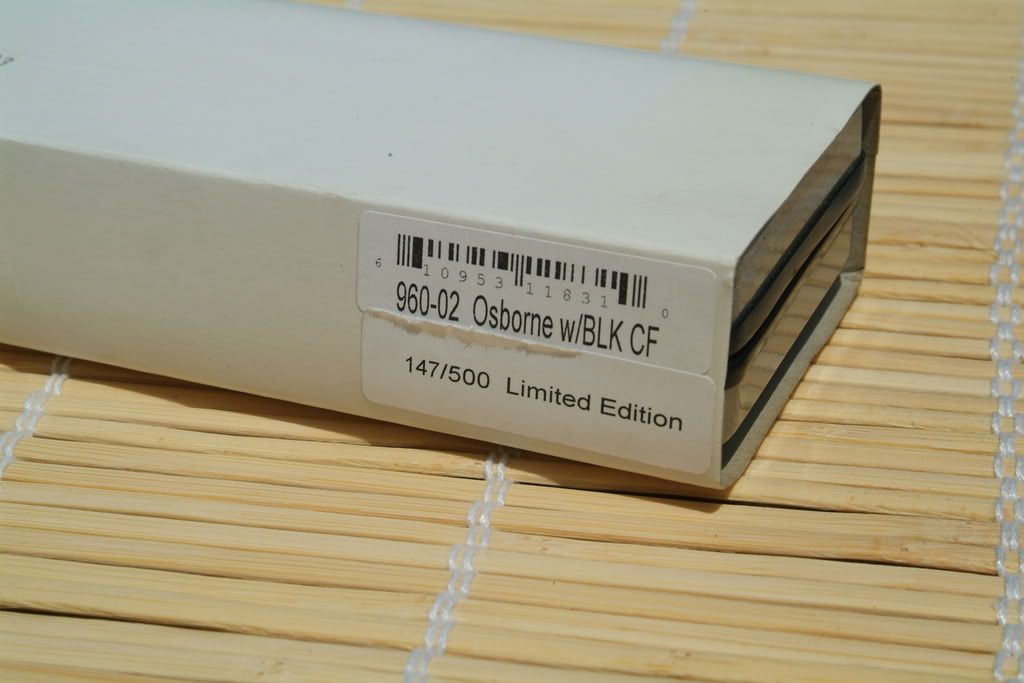 6 10953 11831 0
960-02 Osborne w/BLK CF
147/500 Limited Edition